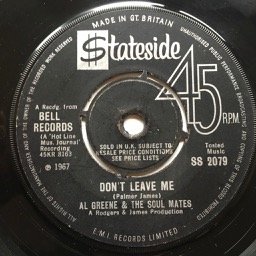 MADE IN GT. BRITAIN
Stateside
45
RPM
A Recdg. from
BELL
RECORDS
(A 'Hot Line
Mus. Journal'
Recording
45KR 3163
℗ 1967
SOLD IN U.K. SUBJECT TO
RESALE PRICE CONDITIONS,
SEE PRICE LISTS
Tested
Music
SS 2079
DON'T LEAVE ME
(Palmer James)
AL GREENE & THE SOUL MATES
A Rodgers & James Production
E.M.I. RECORDS LIMITED